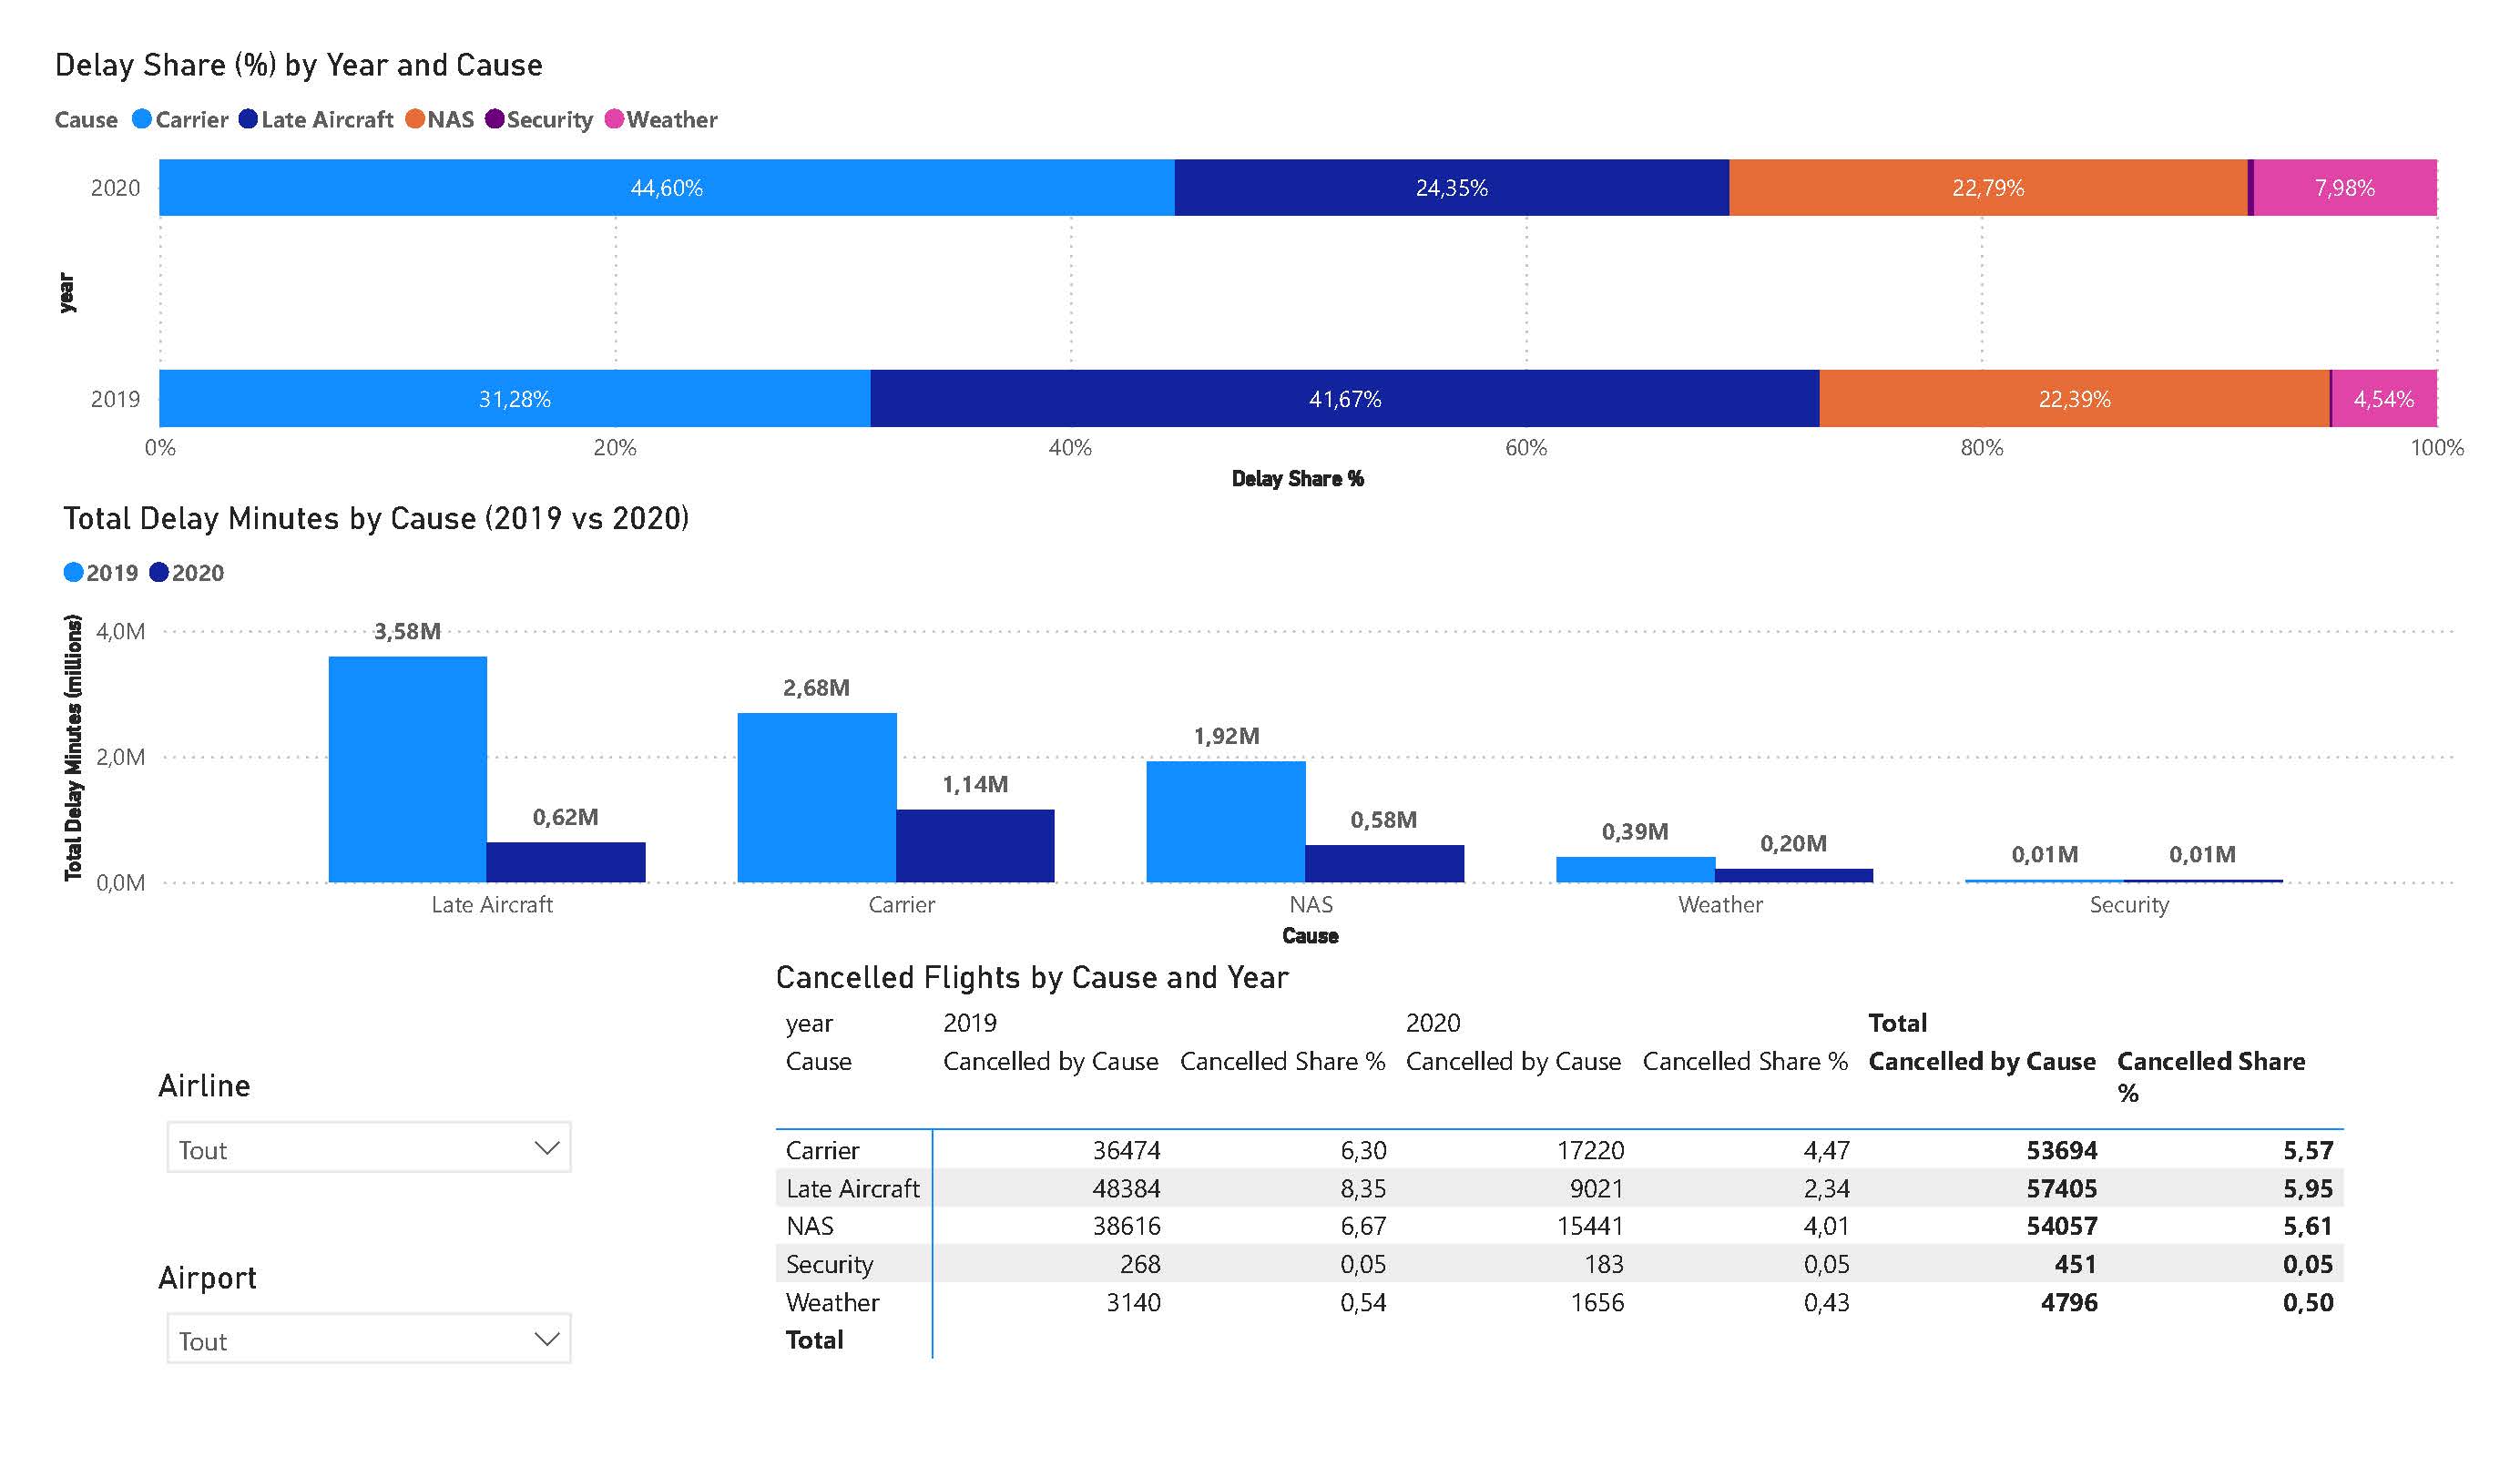 Delay Share (%) by Year and Cause
Cause Carrier Late Aircraft NAS Security Weather
2020 44,60% 24,35% 22,79% 7,98%
year
2019 31,28% 41,67% 22,39% 4,54%
0% 20% 40% 60% 80% 100%
Delay Share %
Total Delay Minutes by Cause (2019 vs 2020)
2019 2020
Total Delay Minutes (millions)
4,0M
2,0M
0,0M
3,58M 0,62M 2,68M 1,14M 1,92M 0,58M 0,39M 0,20M 0,01M 0,01M
Late Aircraft Carrier NAS Weather Security
Cause
Airline
Tout
Airport
Tout
Cancelled Flights by Cause and Year
year 2019 2020 Total
Cause Cancelled by Cause Cancelled Share % Cancelled by Cause Cancelled Share % Cancelled by Cause Cancelled Share
%
Carrier 36474 6,30 17220 4,47 53694 5,57
Late Aircraft 48384 8,35 9021 2,34 57405 5,95
NAS 38616 6,67 15441 4,01 54057 5,61
Security 268 0,05 183 0,05 451 0,05
Weather 3140 0,54 1656 0,43 4796 0,50
Total